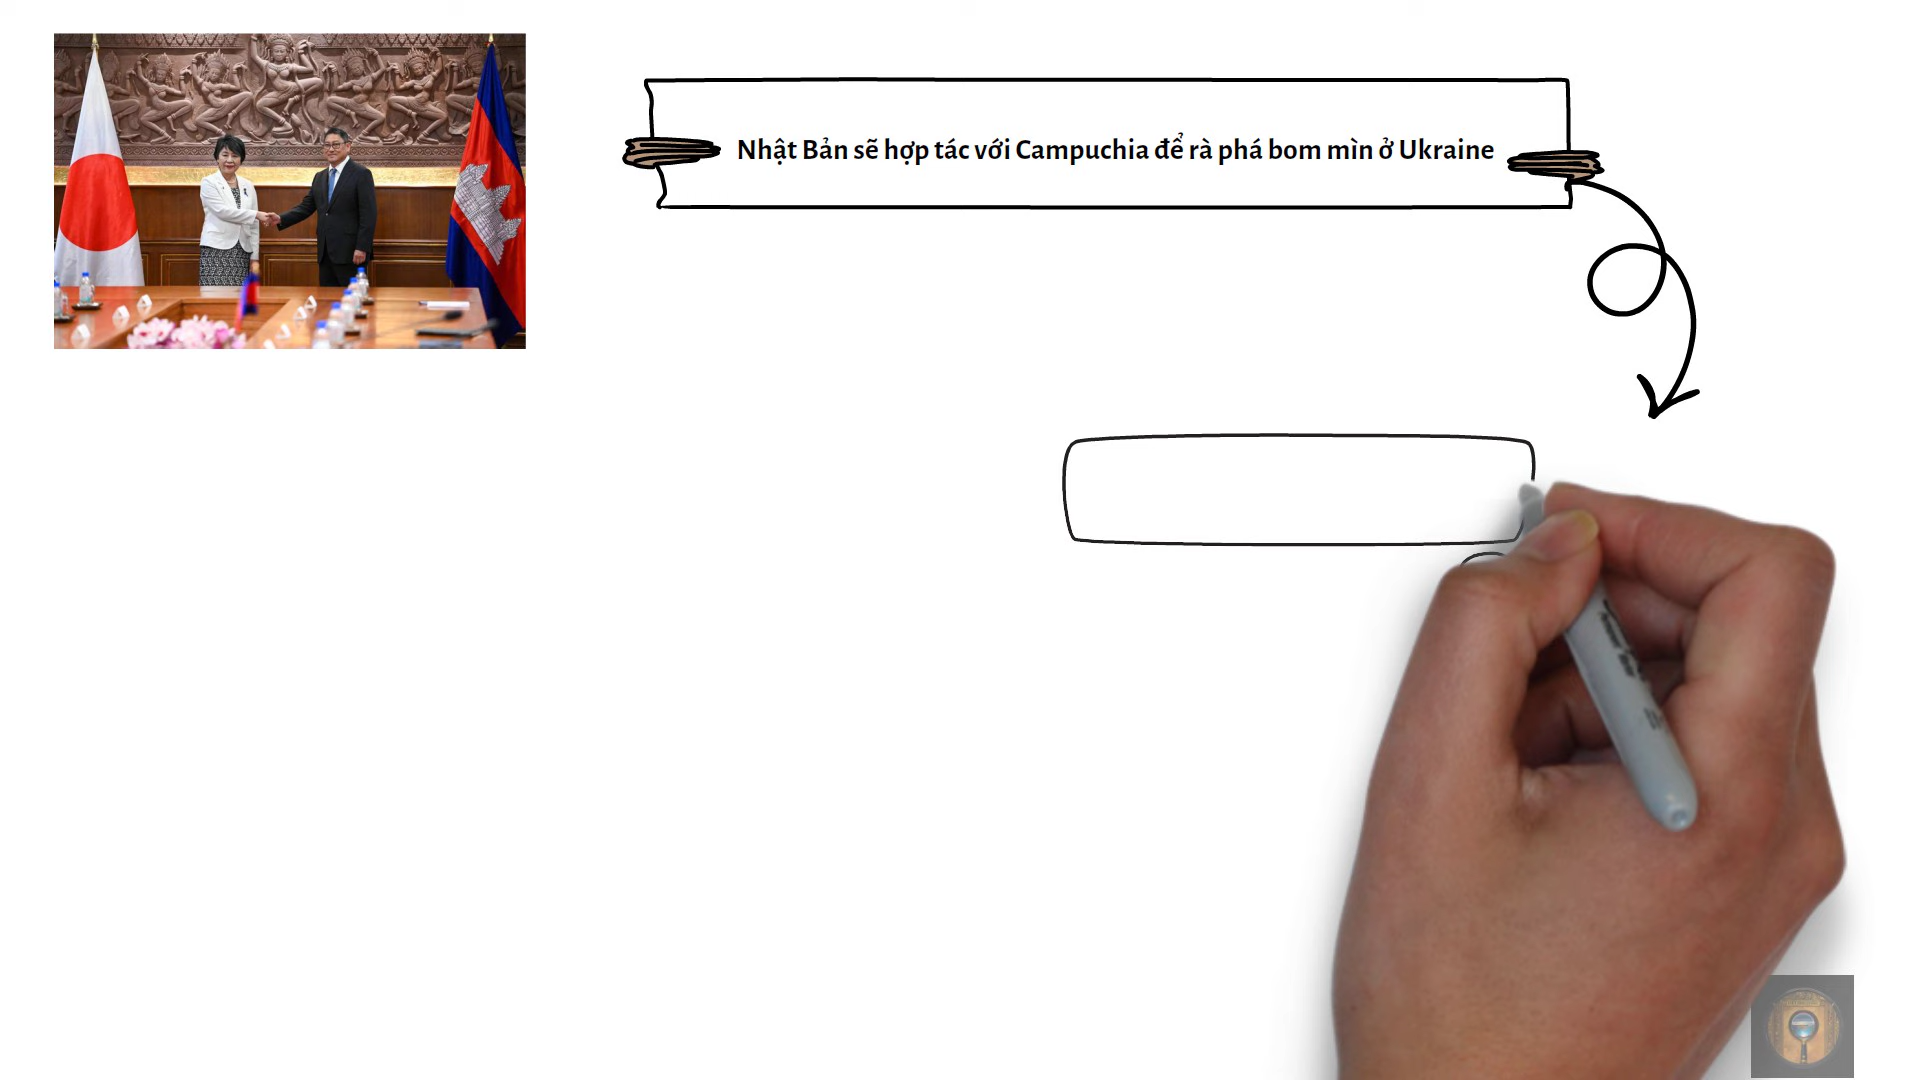 Nhật Bản sẽ hợp tác với Campuchia để rà phá bom mìn ở Ukraine